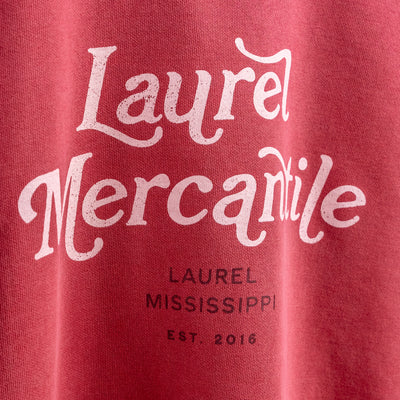 Laurel
Mercantile
LAUREL
MISSISSIPPI
EST. 2016